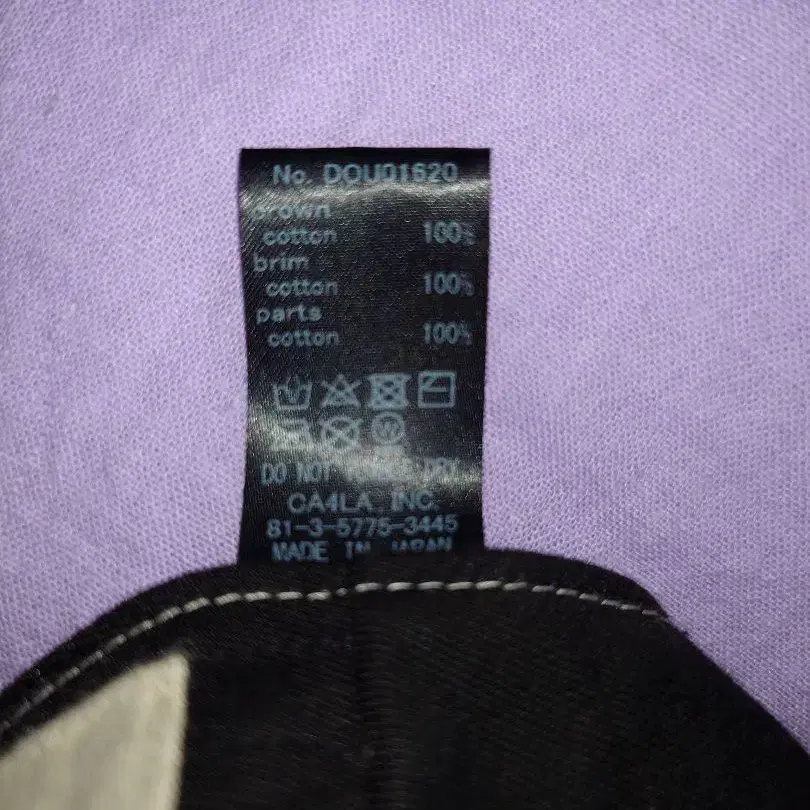 No. DOU01620
crown
cotton 100%
brim
cotton 100%
parts
cotton 100%
DO NOT DRY
CA4LA INC.
81-3-5775-3445
MADE IN JAPAN